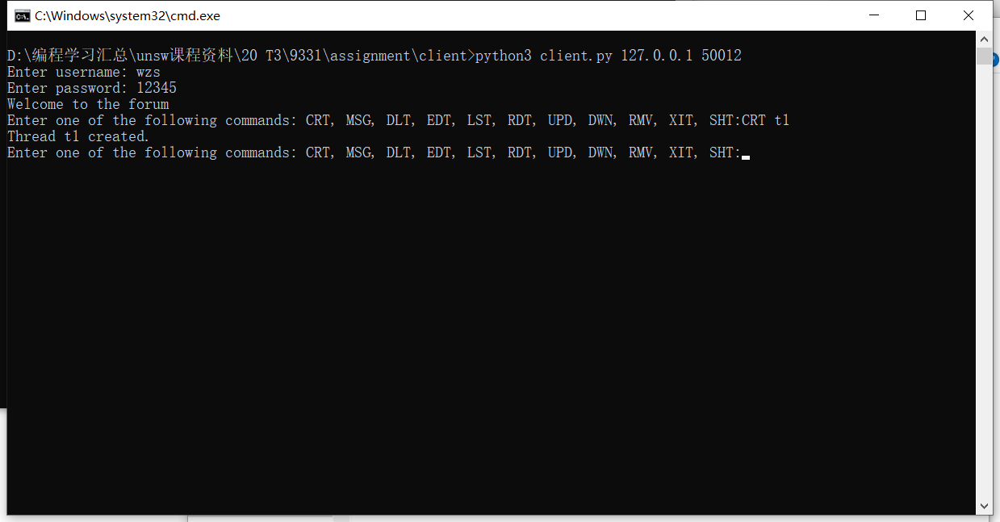 C:\Windows\system32\cmd.exe
D:\编程学习汇总\unsw课程资料\20 T3\9331\assignment\client>python3 client.py 127.0.0.1 50012
Enter username: wzs
Enter password: 12345
Welcome to the forum
Enter one of the following commands: CRT, MSG, DLT, EDT, LST, RDT, UPD, DWN, RMV, XIT, SHT:CRT t1
Thread t1 created.
Enter one of the following commands: CRT, MSG, DLT, EDT, LST, RDT, UPD, DWN, RMV, XIT, SHT: